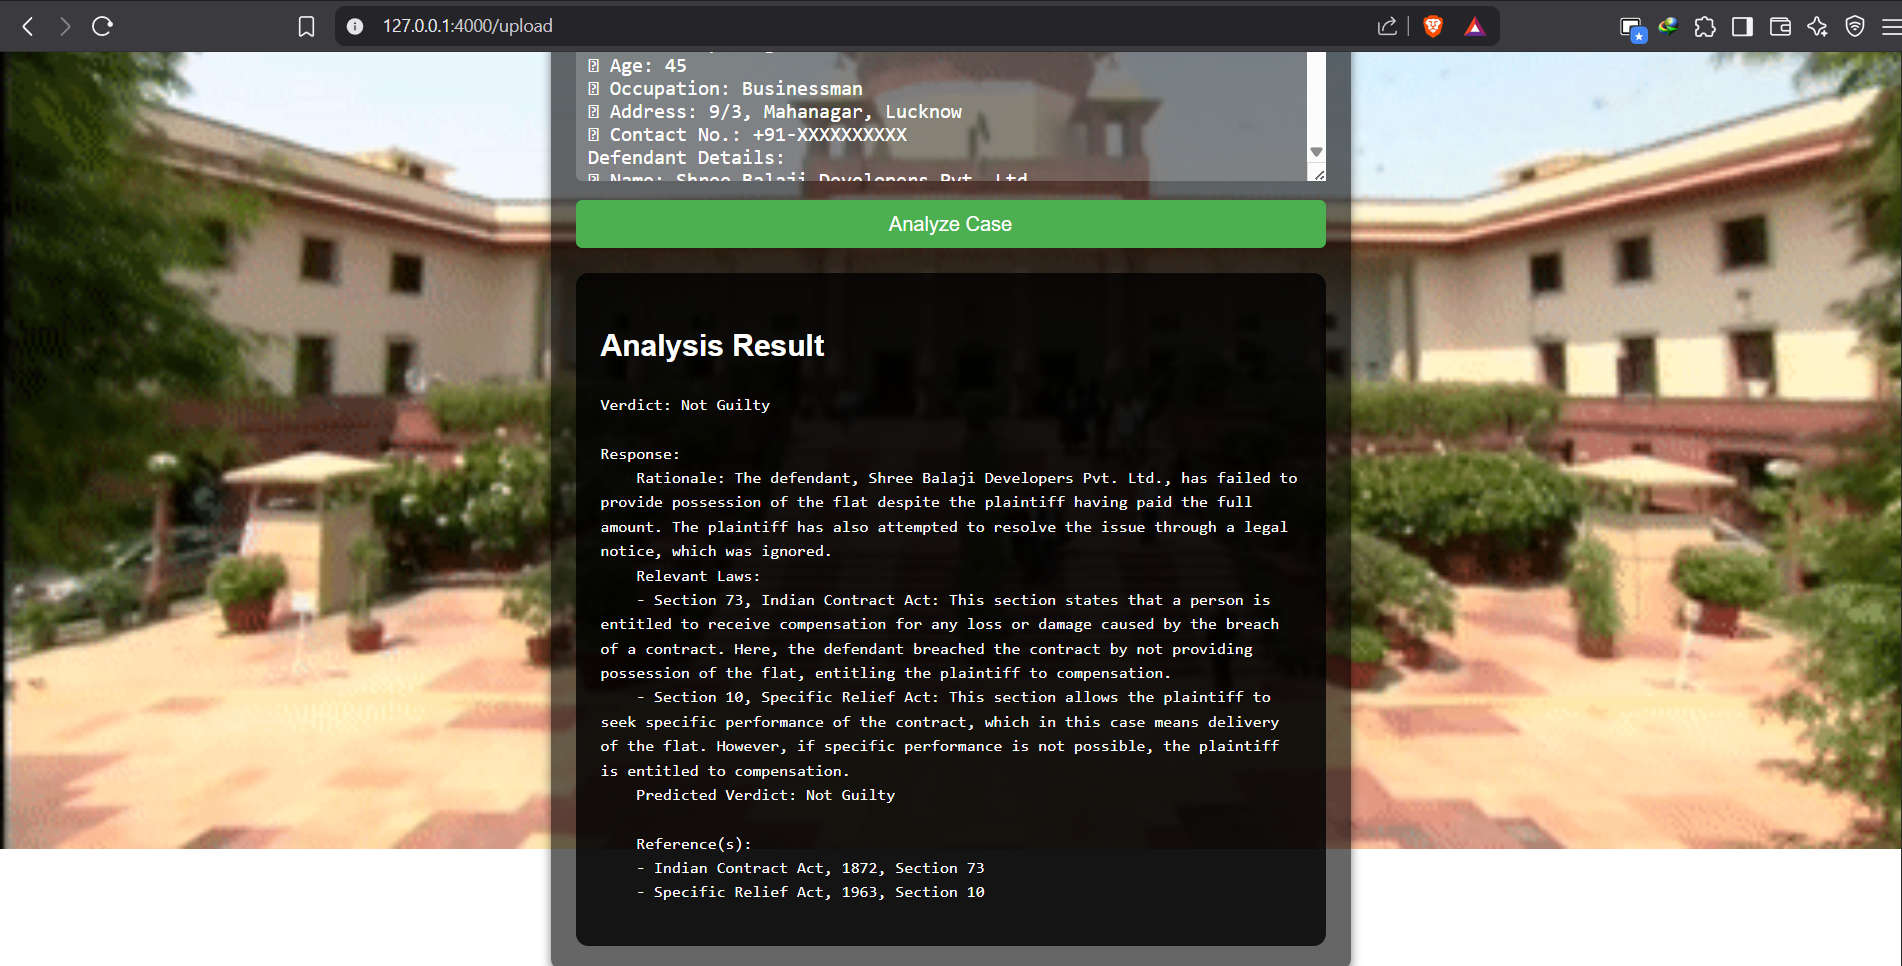 127.0.0.1:4000/upload
Age: 45
Occupation: Businessman
Address: 9/3, Mahanagar, Lucknow
Contact No.: +91-XXXXXXXXXX
Defendant Details:
Name: Shree Balaji Developers Pvt. Ltd
Analyze Case
Analysis Result
Verdict: Not Guilty
Response:
Rationale: The defendant, Shree Balaji Developers Pvt. Ltd., has failed to
provide possession of the flat despite the plaintiff having paid the full
amount. The plaintiff has also attempted to resolve the issue through a legal
notice, which was ignored.
Relevant Laws:
- Section 73, Indian Contract Act: This section states that a person is
entitled to receive compensation for any loss or damage caused by the breach
of a contract. Here, the defendant breached the contract by not providing
possession of the flat, entitling the plaintiff to compensation.
- Section 10, Specific Relief Act: This section allows the plaintiff to
seek specific performance of the contract, which in this case means delivery
of the flat. However, if specific performance is not possible, the plaintiff
is entitled to compensation.
Predicted Verdict: Not Guilty
Reference(s):
- Indian Contract Act, 1872, Section 73
- Specific Relief Act, 1963, Section 10